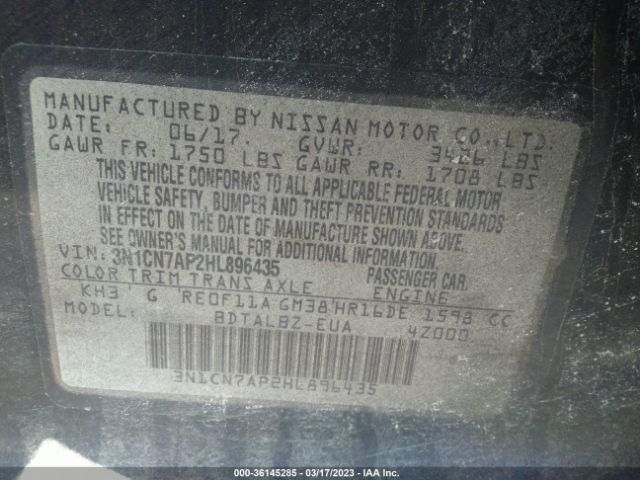 MANUFACTURED BY NISSAN MOTOR CO., LTD.
DATE: 06/17. GVWR: LBS
GAWR FR: 1750 LBS GAWR RR: 1708 LBS
THIS VEHICLE CONFORMS TO ALL APPLICABLE FEDERAL MOTOR
VEHICLE SAFETY, BUMPER AND THEFT PREVENTION STANDARDS
IN EFFECT ON THE DATE OF MANUFACTURE SHOWN ABOVE.
SEE OWNER'S MANUAL FOR ADDITIONAL INFORMATION.
VIN: 3N1CN7AP2HL896435 PASSENGER CAR.
COLOR TRIM TRANS AXLE ENGINE
KH3 G RE0F11A GM38 HR16DE 1598 CC
MODEL: BDTALBZ-EUA 42000
3N1CN7AP2HL896435
000-36145285 - 03/17/2023 - IAA Inc.